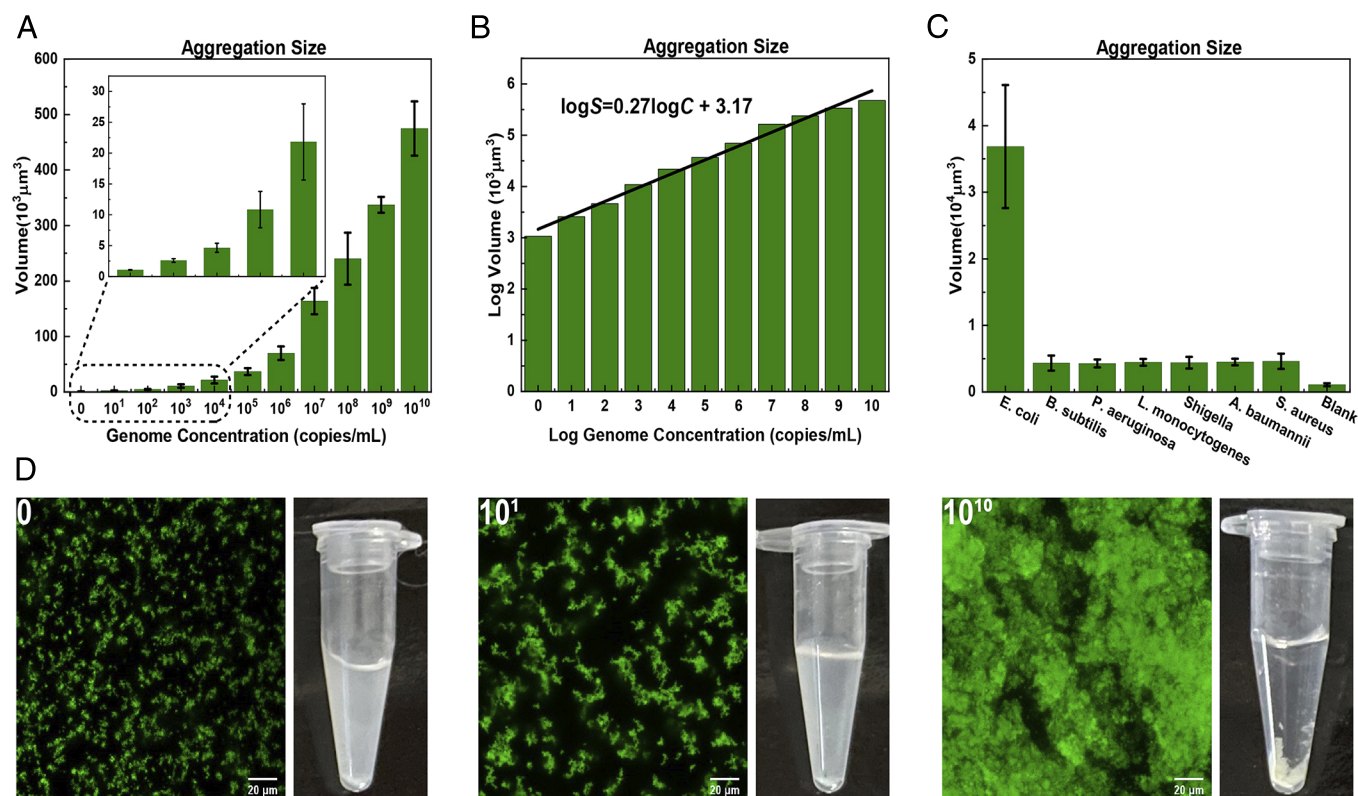 A
Aggregation Size
600
500
400
300
200
100
0
Volume(10³μm³)
30
25
20
15
10
5
0
0 10¹ 10² 10³ 10⁴ 10⁵ 10⁶ 10⁷ 10⁸ 10⁹ 10¹⁰
Genome Concentration (copies/mL)
B
Aggregation Size
logS=0.27logC + 3.17
6
5
4
3
2
1
0
Log Volume (10³μm³)
0 1 2 3 4 5 6 7 8 9 10
Log Genome Concentration (copies/mL)
C
Aggregation Size
5
4
3
2
1
0
Volume(10⁴μm³)
E. coli
B. subtilis
P. aeruginosa
L. monocytogenes
Shigella
A. baumannii
S. aureus
Blank
D
0
20 μm
10¹
20 μm
10¹⁰
20 μm